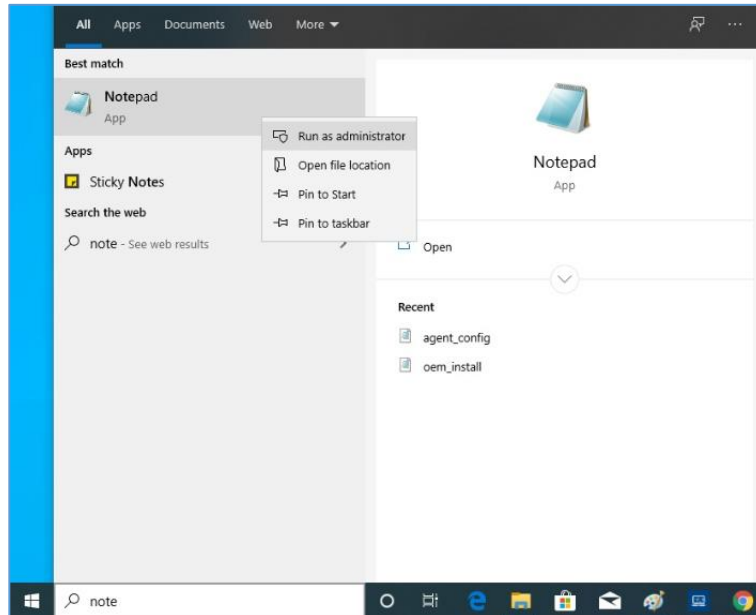 All Apps Documents Web More
Best match
Notepad
App
Run as administrator
Open file location
Pin to Start
Pin to taskbar
Apps
Sticky Notes
Search the web
note - See web results
Notepad
App
Open
Recent
agent_config
oem_install
note